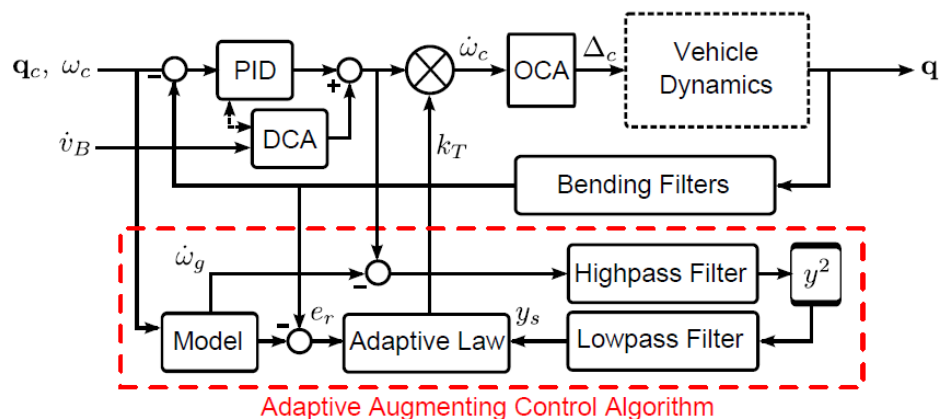 q_c, ω_c
PID
ω̇_c
OCA
Δ_c
Vehicle
Dynamics
q
v̇_B
DCA
k_T
Bending Filters
ω̇_g
Highpass Filter
y²
Model
e_r
Adaptive Law
y_s
Lowpass Filter
Adaptive Augmenting Control Algorithm